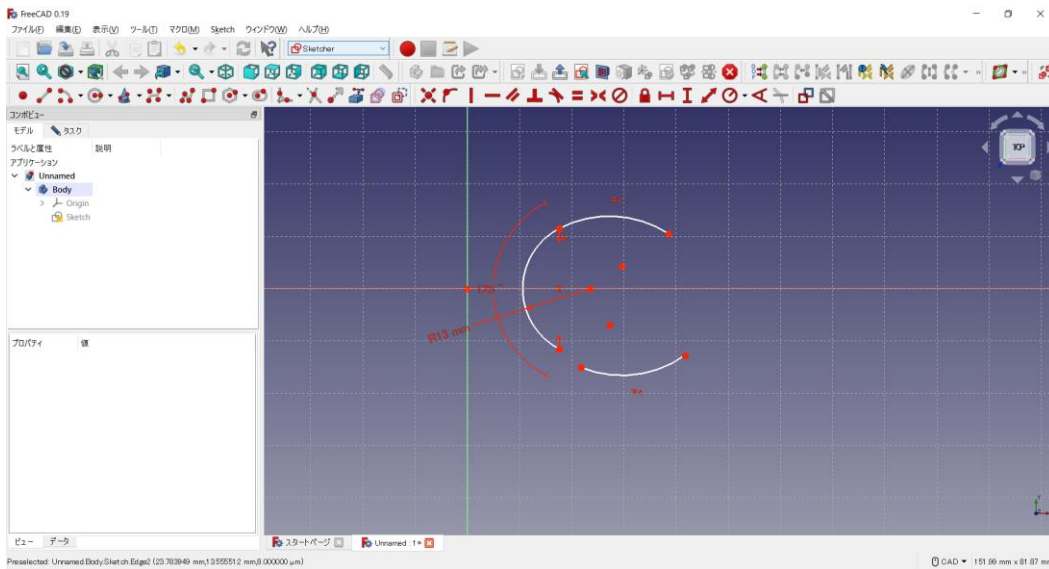 FreeCAD 0.19
ファイル(F) 編集(E) 表示(V) ツール(T) マクロ(M) Sketch ウィンドウ(W) ヘルプ(H)
Sketcher
コンボビュー
モデル タスク
ラベルと属性 説明
アプリケーション
Unnamed
Body
Origin
Sketch
TOP
125 °
R13 mm
プロパティ 値
ビュー データ
スタートページ
Unnamed : 1*
Preselected: Unnamed.Body.Sketch.Edge2 (23.783949 mm,13.555512 mm,8.000000 μm)
CAD
151.99 mm x 81.87 mm